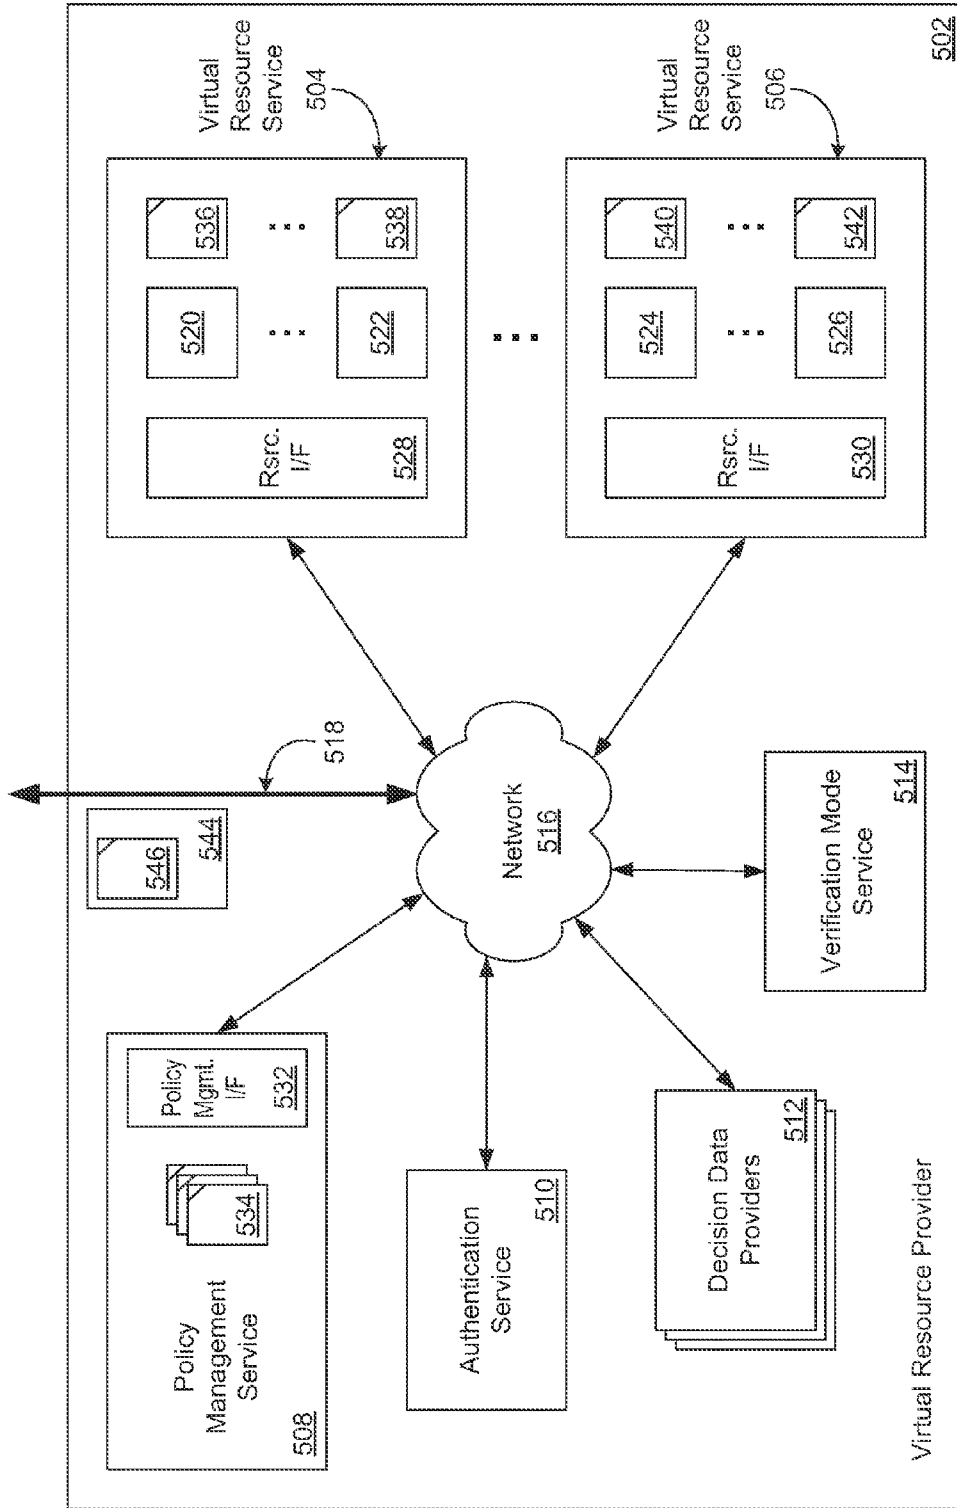 Virtual Resource Provider
502
Policy
Management
Service
508
534
Policy
Mgmt.
I/F
532
Authentication
Service
510
Decision Data
Providers
512
Verification Mode
Service
514
Network
516
518
546
544
Virtual
Resource
Service
504
Rsrc.
I/F
528
520
522
536
538
Virtual
Resource
Service
506
Rsrc.
I/F
530
524
526
540
542